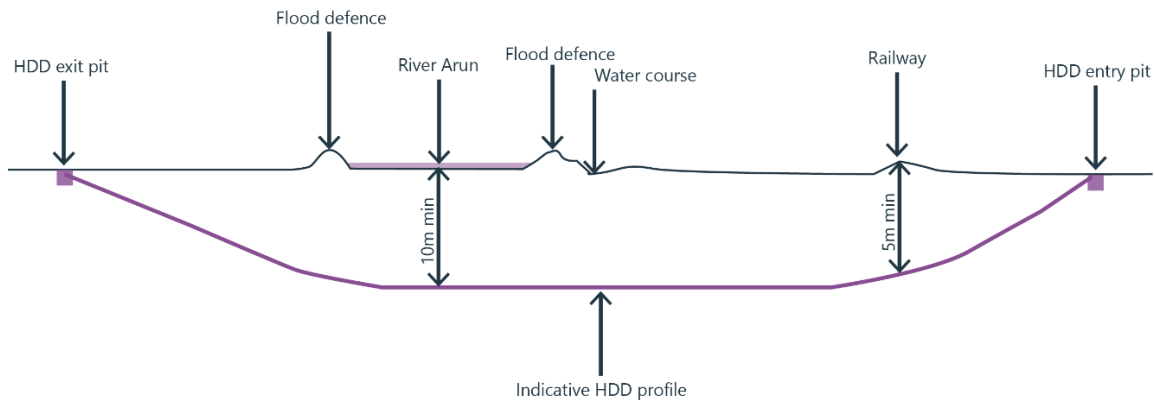 Flood defence
HDD exit pit
River Arun
Flood defence
Water course
Railway
HDD entry pit
10m min
5m min
Indicative HDD profile